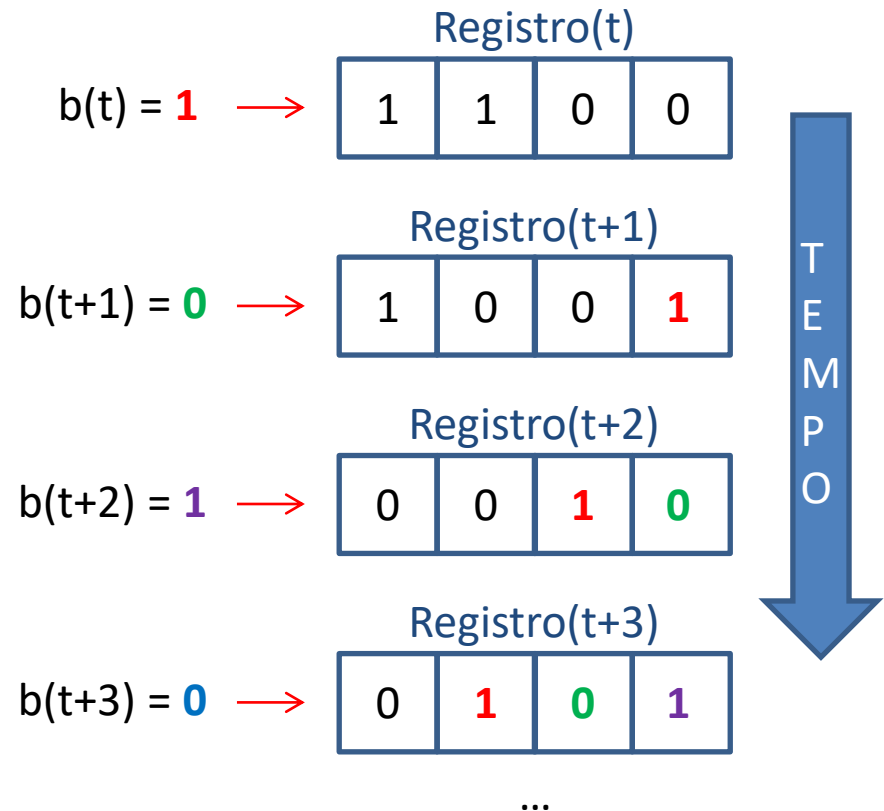 Registro(t)
b(t) = 1
1 1 0 0
Registro(t+1)
b(t+1) = 0
1 0 0 1
Registro(t+2)
b(t+2) = 1
0 0 1 0
Registro(t+3)
b(t+3) = 0
0 1 0 1
...
T
E
M
P
O